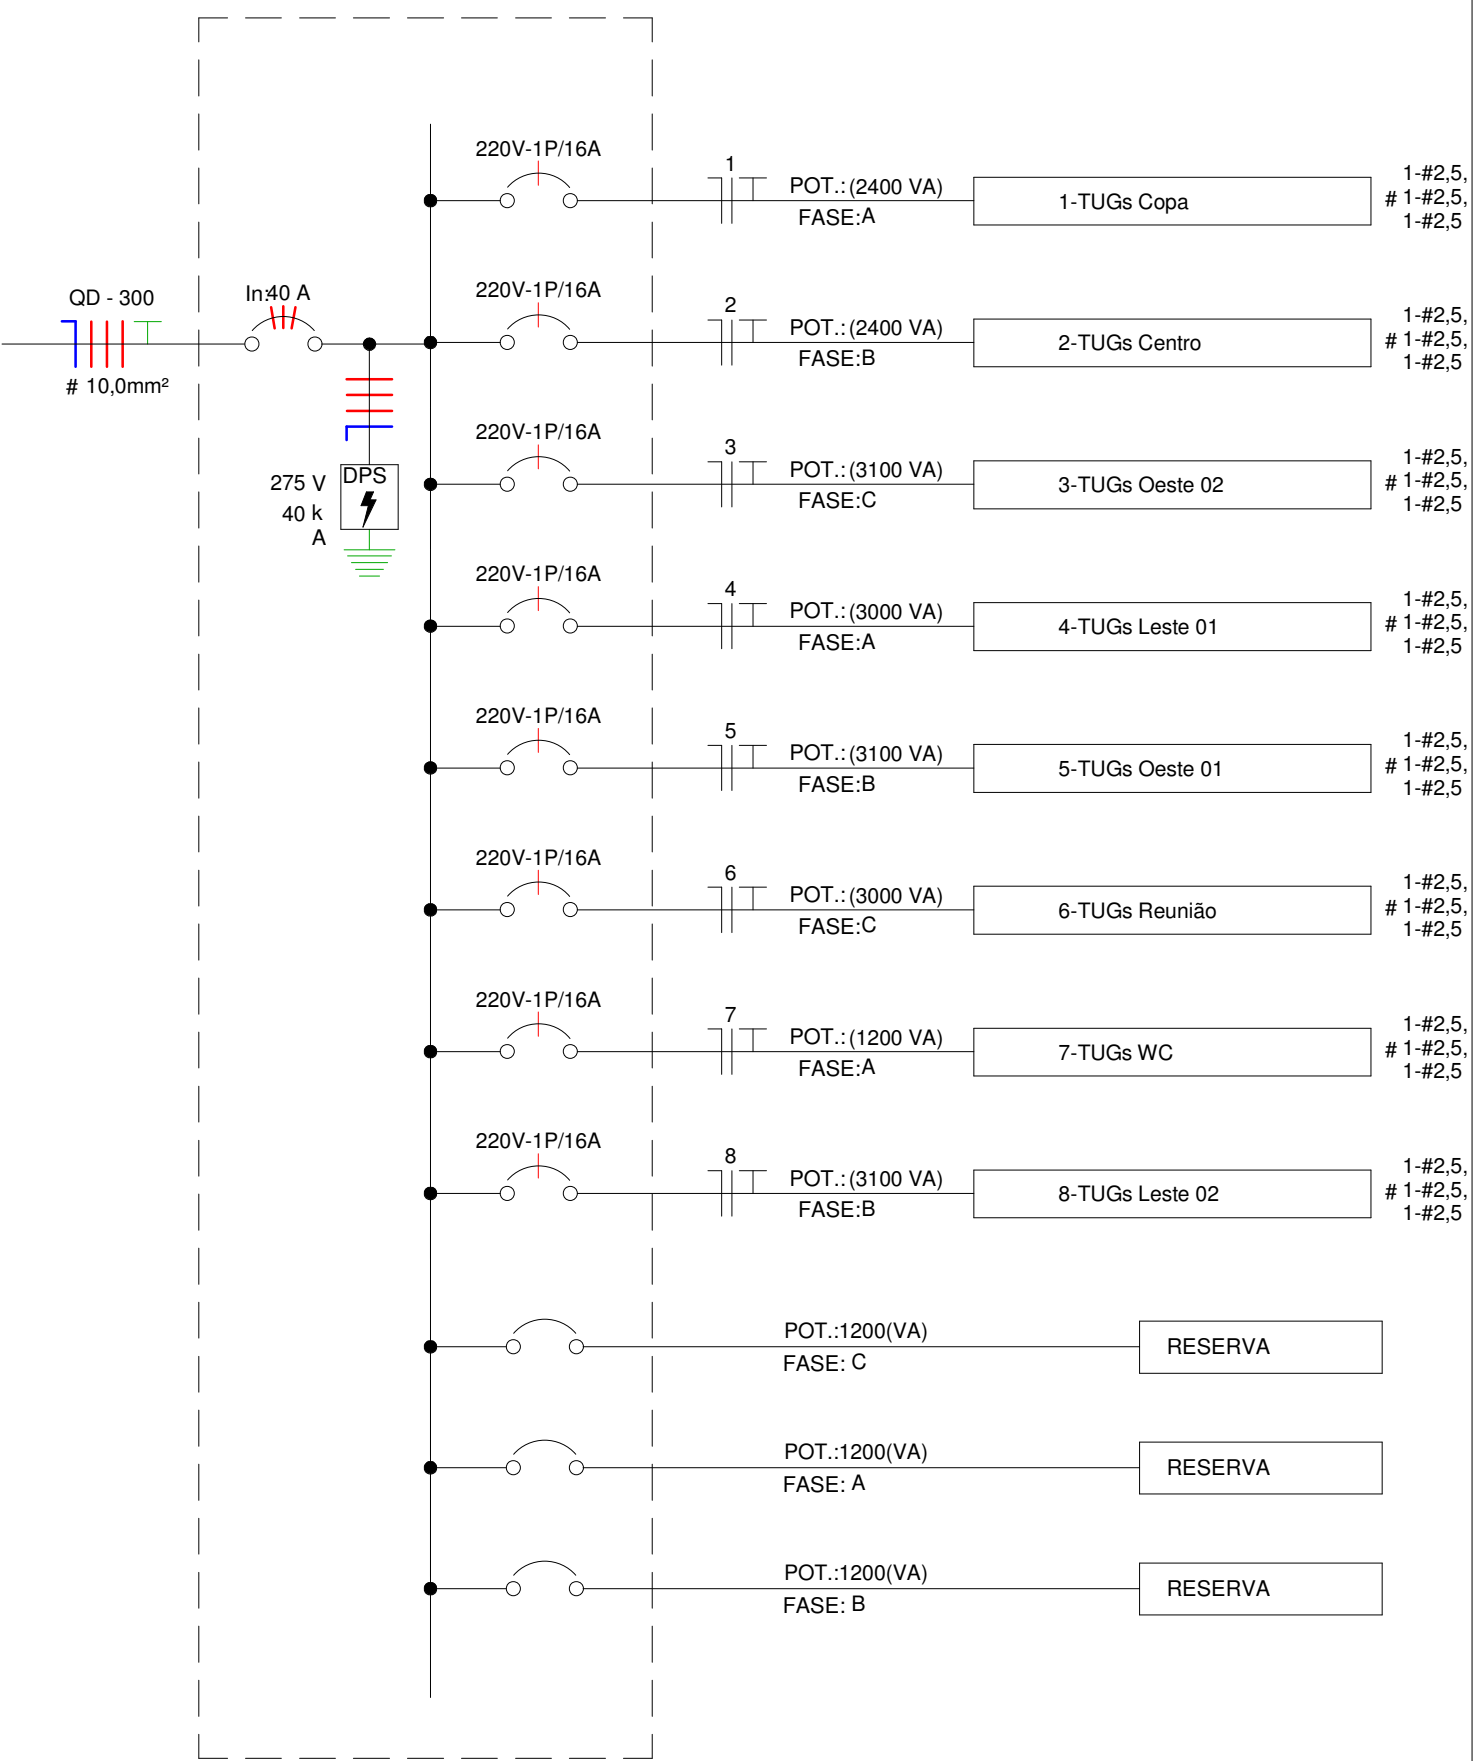 QD - 300
# 10,0mm²
In:40 A
DPS
275 V
40 k
A
220V-1P/16A
1
POT.:(2400 VA)
FASE:A
1-TUGs Copa
1-#2,5,
# 1-#2,5,
1-#2,5
220V-1P/16A
2
POT.:(2400 VA)
FASE:B
2-TUGs Centro
1-#2,5,
# 1-#2,5,
1-#2,5
220V-1P/16A
3
POT.:(3100 VA)
FASE:C
3-TUGs Oeste 02
1-#2,5,
# 1-#2,5,
1-#2,5
220V-1P/16A
4
POT.:(3000 VA)
FASE:A
4-TUGs Leste 01
1-#2,5,
# 1-#2,5,
1-#2,5
220V-1P/16A
5
POT.:(3100 VA)
FASE:B
5-TUGs Oeste 01
1-#2,5,
# 1-#2,5,
1-#2,5
220V-1P/16A
6
POT.:(3000 VA)
FASE:C
6-TUGs Reunião
1-#2,5,
# 1-#2,5,
1-#2,5
220V-1P/16A
7
POT.:(1200 VA)
FASE:A
7-TUGs WC
1-#2,5,
# 1-#2,5,
1-#2,5
220V-1P/16A
8
POT.:(3100 VA)
FASE:B
8-TUGs Leste 02
1-#2,5,
# 1-#2,5,
1-#2,5
POT.:1200(VA)
FASE: C
RESERVA
POT.:1200(VA)
FASE: A
RESERVA
POT.:1200(VA)
FASE: B
RESERVA